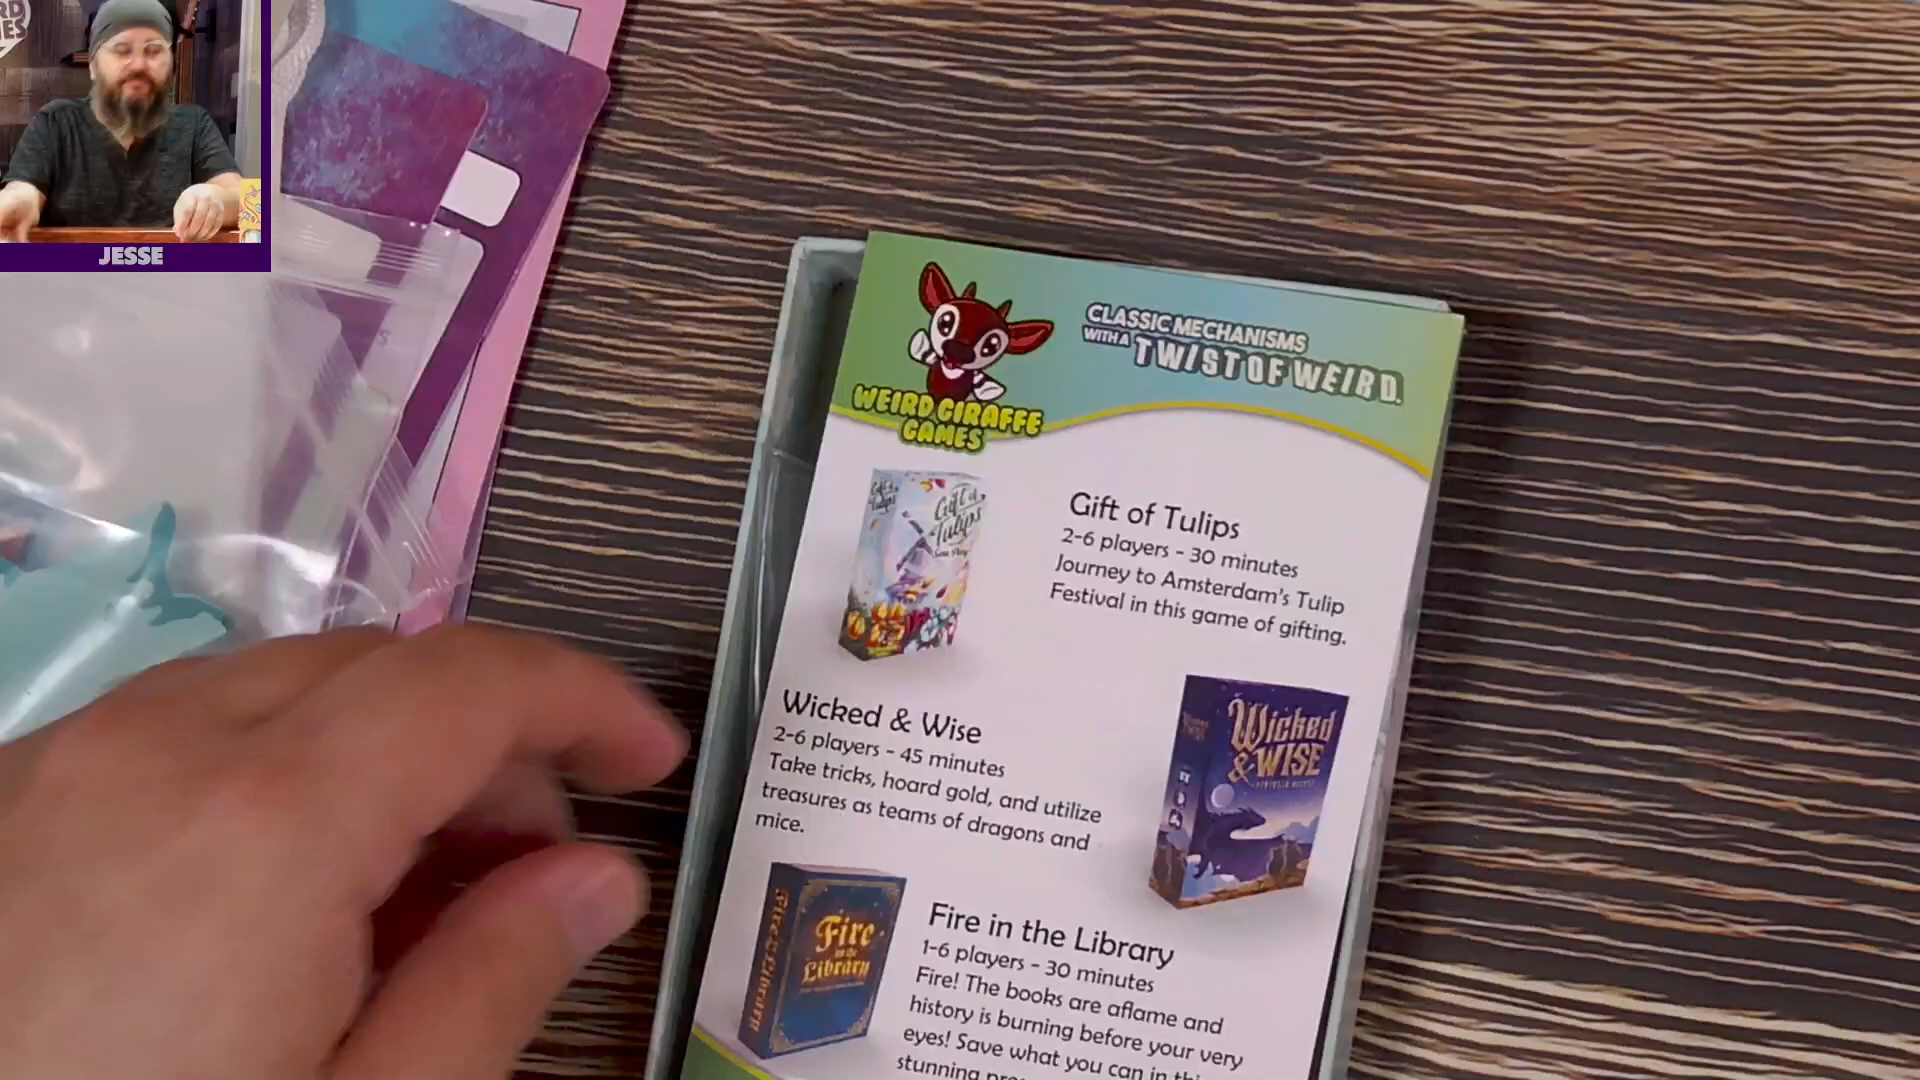 JESSE
WEIRD GIRAFFE
GAMES
CLASSIC MECHANISMS
WITH A TWIST OF WEIRD.
Gift of
Tulips
Gift of Tulips
2-6 players - 30 minutes
Journey to Amsterdam's Tulip
Festival in this game of gifting.
Wicked & Wise
2-6 players - 45 minutes
Take tricks, hoard gold, and utilize
treasures as teams of dragons and
mice.
Wicked
& WISE
Fire
in the
Library
Fire in the Library
1-6 players - 30 minutes
Fire! The books are aflame and
history is burning before your very
eyes! Save what you can in
stunning